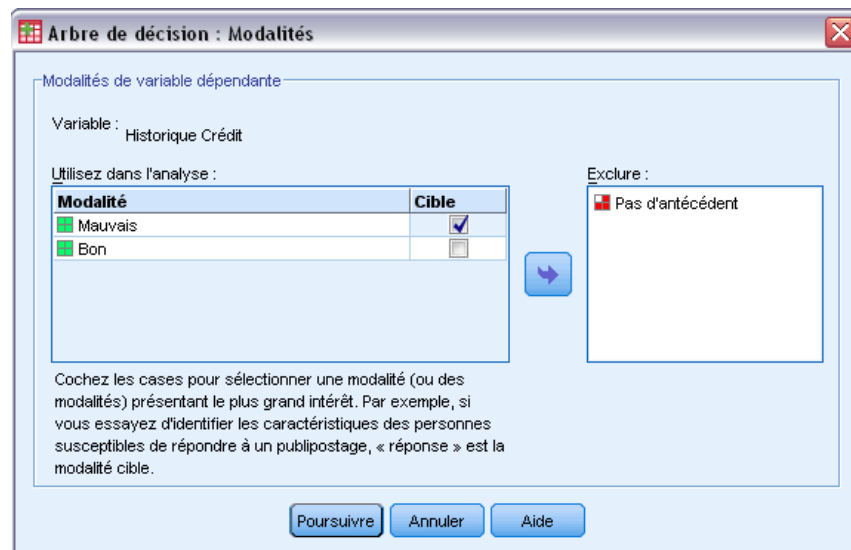 Arbre de décision : Modalités
Modalités de variable dépendante
Variable : Historique Crédit
Utilisez dans l'analyse :
Modalité Cible
Mauvais
Bon
Exclure :
Pas d'antécédent
Cochez les cases pour sélectionner une modalité (ou des
modalités) présentant le plus grand intérêt. Par exemple, si
vous essayez d'identifier les caractéristiques des personnes
susceptibles de répondre à un publipostage, « réponse » est la
modalité cible.
Poursuivre Annuler Aide